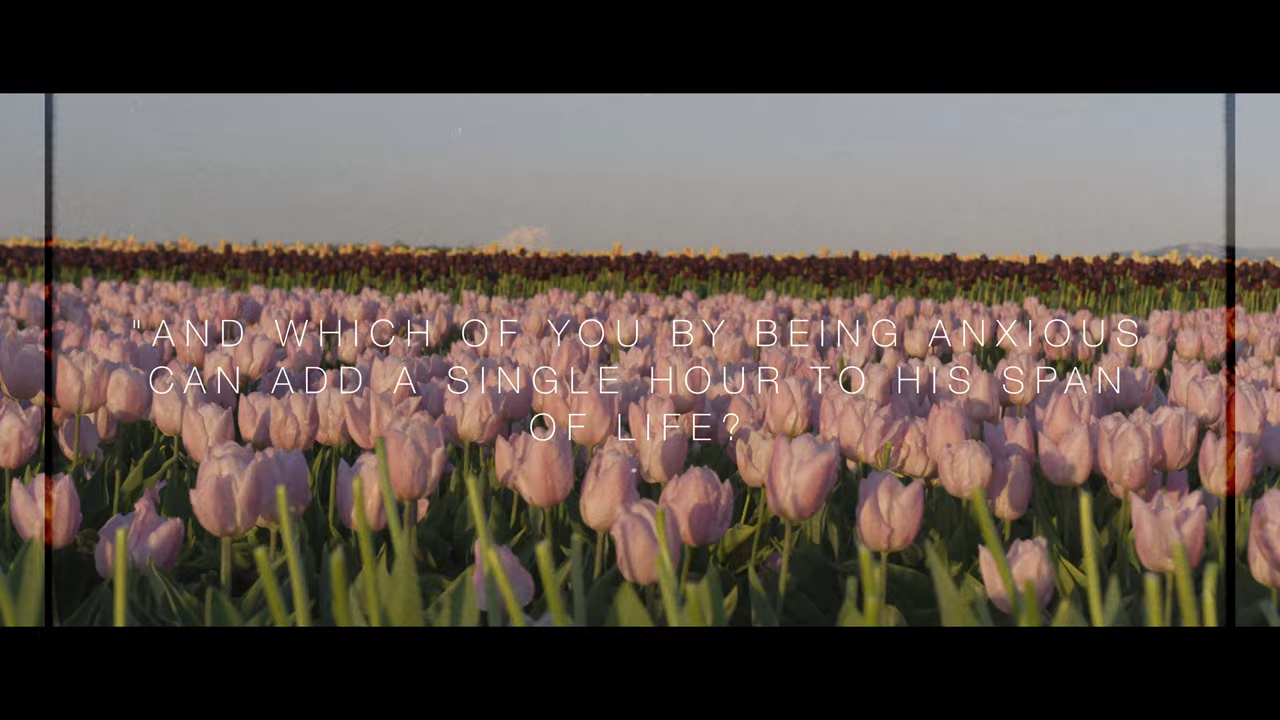 "AND WHICH OF YOU BY BEING ANXIOUS
CAN ADD A SINGLE HOUR TO HIS SPAN
OF LIFE?